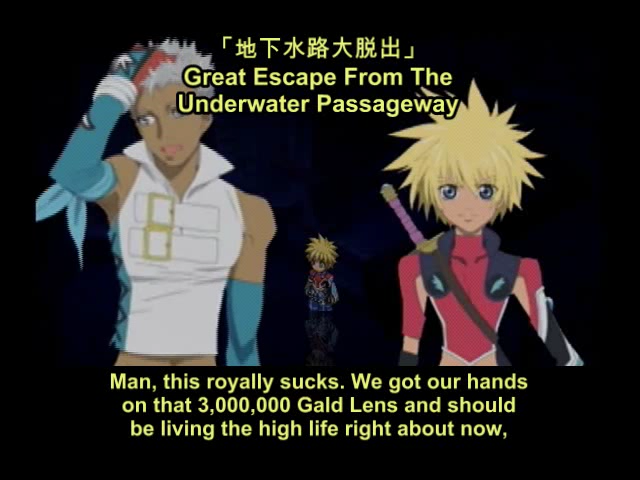 「地下水路大脱出」
Great Escape From The
Underwater Passageway
Man, this royally sucks. We got our hands
on that 3,000,000 Gald Lens and should
be living the high life right about now,